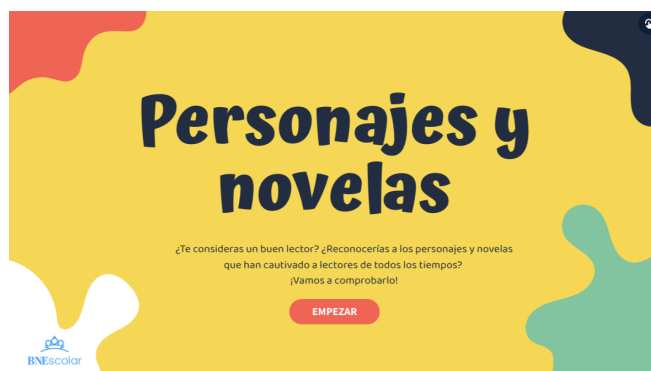 Personajes y
novelas
¿Te consideras un buen lector? ¿Reconocerías a los personajes y novelas
que han cautivado a lectores de todos los tiempos?
¡Vamos a comprobarlo!
EMPEZAR
BNEscolar